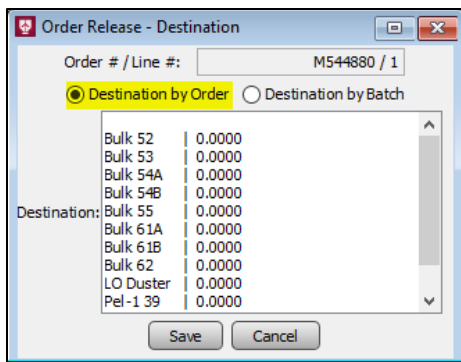 Order Release - Destination
Order # / Line #: M544880 / 1
Destination by Order Destination by Batch
Destination:
Bulk 52 | 0.0000
Bulk 53 | 0.0000
Bulk 54A | 0.0000
Bulk 54B | 0.0000
Bulk 55 | 0.0000
Bulk 61A | 0.0000
Bulk 61B | 0.0000
Bulk 62 | 0.0000
LO Duster | 0.0000
Pel-1 39 | 0.0000
Save Cancel